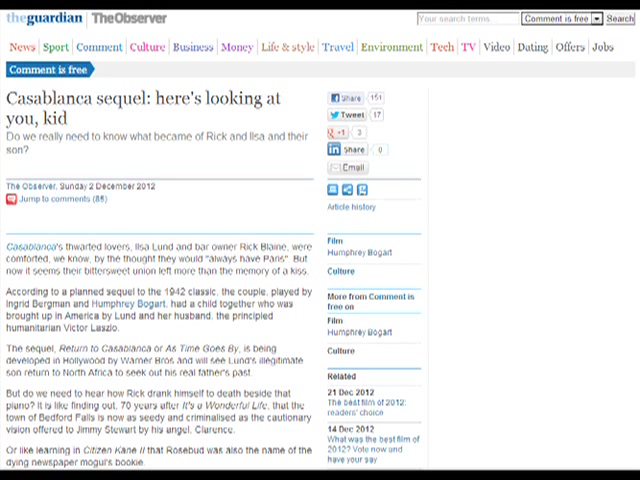 theguardian TheObserver
Type your search terms... Comment is free Search
News Sport Comment Culture Business Money Life & style Travel Environment Tech TV Video Dating Offers Jobs
Comment is free
Casablanca sequel: here's looking at
you, kid
Do we really need to know what became of Rick and Ilsa and their
son?
The Observer, Sunday 2 December 2012
Jump to comments (85)
Casablanca's thwarted lovers, Ilsa Lund and bar owner Rick Blaine, were
comforted, we know, by the thought they would "always have Paris". But
now it seems their bittersweet union left more than the memory of a kiss.
According to a planned sequel to the 1942 classic, the couple, played by
Ingrid Bergman and Humphrey Bogart, had a child together who was
brought up in America by Lund and her husband, the principled
humanitarian Victor Laszlo.
The sequel, Return to Casablanca or As Time Goes By, is being
developed in Hollywood by Warner Bros and will see Lund's illegitimate
son return to North Africa to seek out his real father's past.
But do we need to hear how Rick drank himself to death beside that
piano? It is like finding out, 70 years after It's a Wonderful Life, that the
town of Bedford Falls is now as seedy and criminalised as the cautionary
vision offered to Jimmy Stewart by his angel, Clarence.
Or like learning in Citizen Kane II that Rosebud was also the name of the
dying newspaper mogul's bookie.
Share 151
Tweet 17
+1 3
Share 0
Email
Article history
Film
Humphrey Bogart
Culture
More from Comment is
free on
Film
Humphrey Bogart
Culture
Related
21 Dec 2012
The best film of 2012:
readers' choice
14 Dec 2012
What was the best film of
2012? Vote now and
have your say